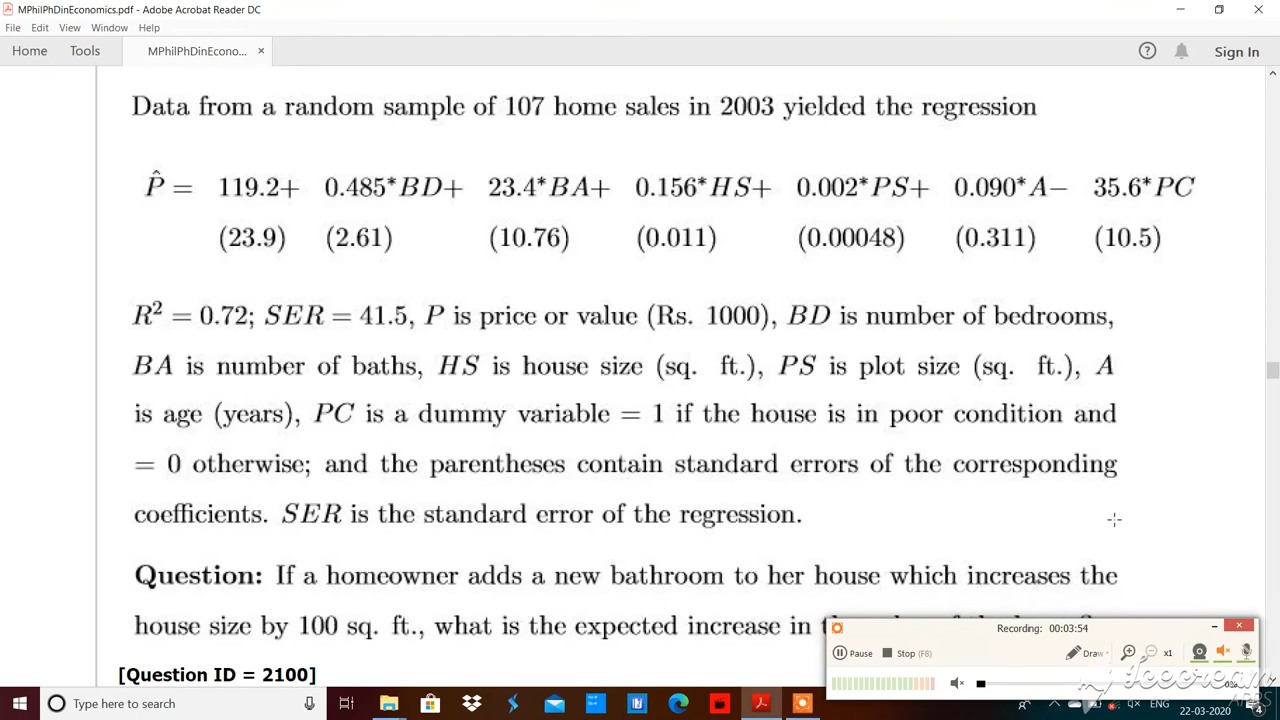 MPhilPhDinEconomics.pdf - Adobe Acrobat Reader DC
File Edit View Window Help
Home Tools MPhilPhDinEcono... × ? Sign In
Data from a random sample of 107 home sales in 2003 yielded the regression
P̂ = 119.2+ 0.485*BD+ 23.4*BA+ 0.156*HS+ 0.002*PS+ 0.090*A− 35.6*PC
(23.9) (2.61) (10.76) (0.011) (0.00048) (0.311) (10.5)
R² = 0.72; SER = 41.5, P is price or value (Rs. 1000), BD is number of bedrooms,
BA is number of baths, HS is house size (sq. ft.), PS is plot size (sq. ft.), A
is age (years), PC is a dummy variable = 1 if the house is in poor condition and
= 0 otherwise; and the parentheses contain standard errors of the corresponding
coefficients. SER is the standard error of the regression.
Question: If a homeowner adds a new bathroom to her house which increases the
house size by 100 sq. ft., what is the expected increase in
[Question ID = 2100]
Recording: 00:03:54
Pause Stop (F8) Draw x1
Icecream
APPS
Type here to search
ENG 22-03-2020